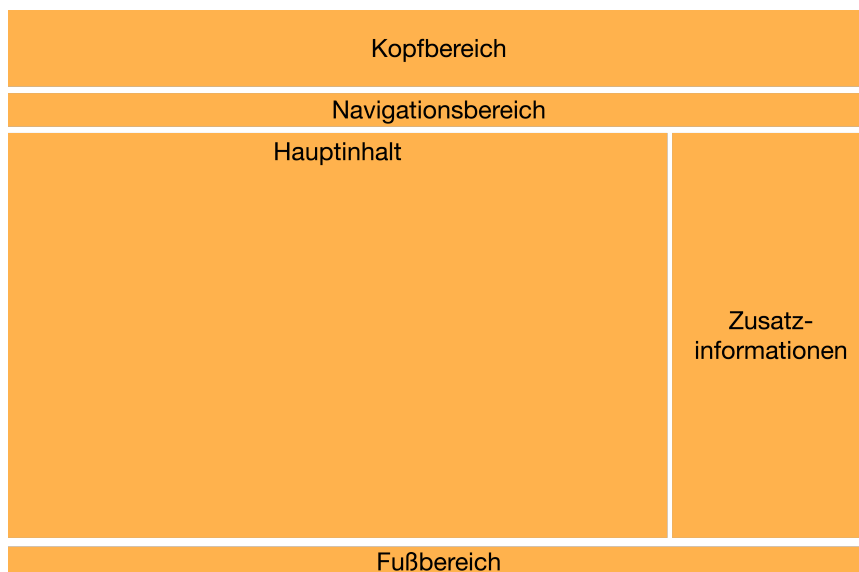 Kopfbereich
Navigationsbereich
Hauptinhalt
Zusatz-
informationen
Fußbereich